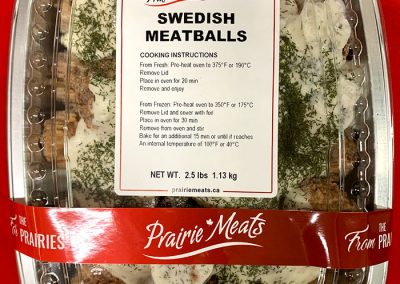 SWEDISH
MEATBALLS
COOKING INSTRUCTIONS
From Fresh: Pre-heat oven to 375°F or 190°C
Remove Lid
Place in oven for 20 min
Remove and enjoy
From Frozen: Pre-heat oven to 350°F or 175°C
Remove Lid and cover with foil
Place in oven for 30 min
Remove from oven and stir
Bake for an additional 15 min or until it reaches
An internal temperature of 100°F or 40°C
NET WT. 2.5 lbs 1.13 kg
prairiemeats.ca
From THE PRAIRIES
Prairie Meats
From THE PRA